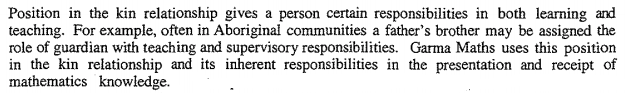 Position in the kin relationship gives a person certain responsibilities in both learning and
teaching. For example, often in Aboriginal communities a father's brother may be assigned the
role of guardian with teaching and supervisory responsibilities. Garma Maths uses this position
in the kin relationship and its inherent responsibilities in the presentation and receipt of
mathematics knowledge.